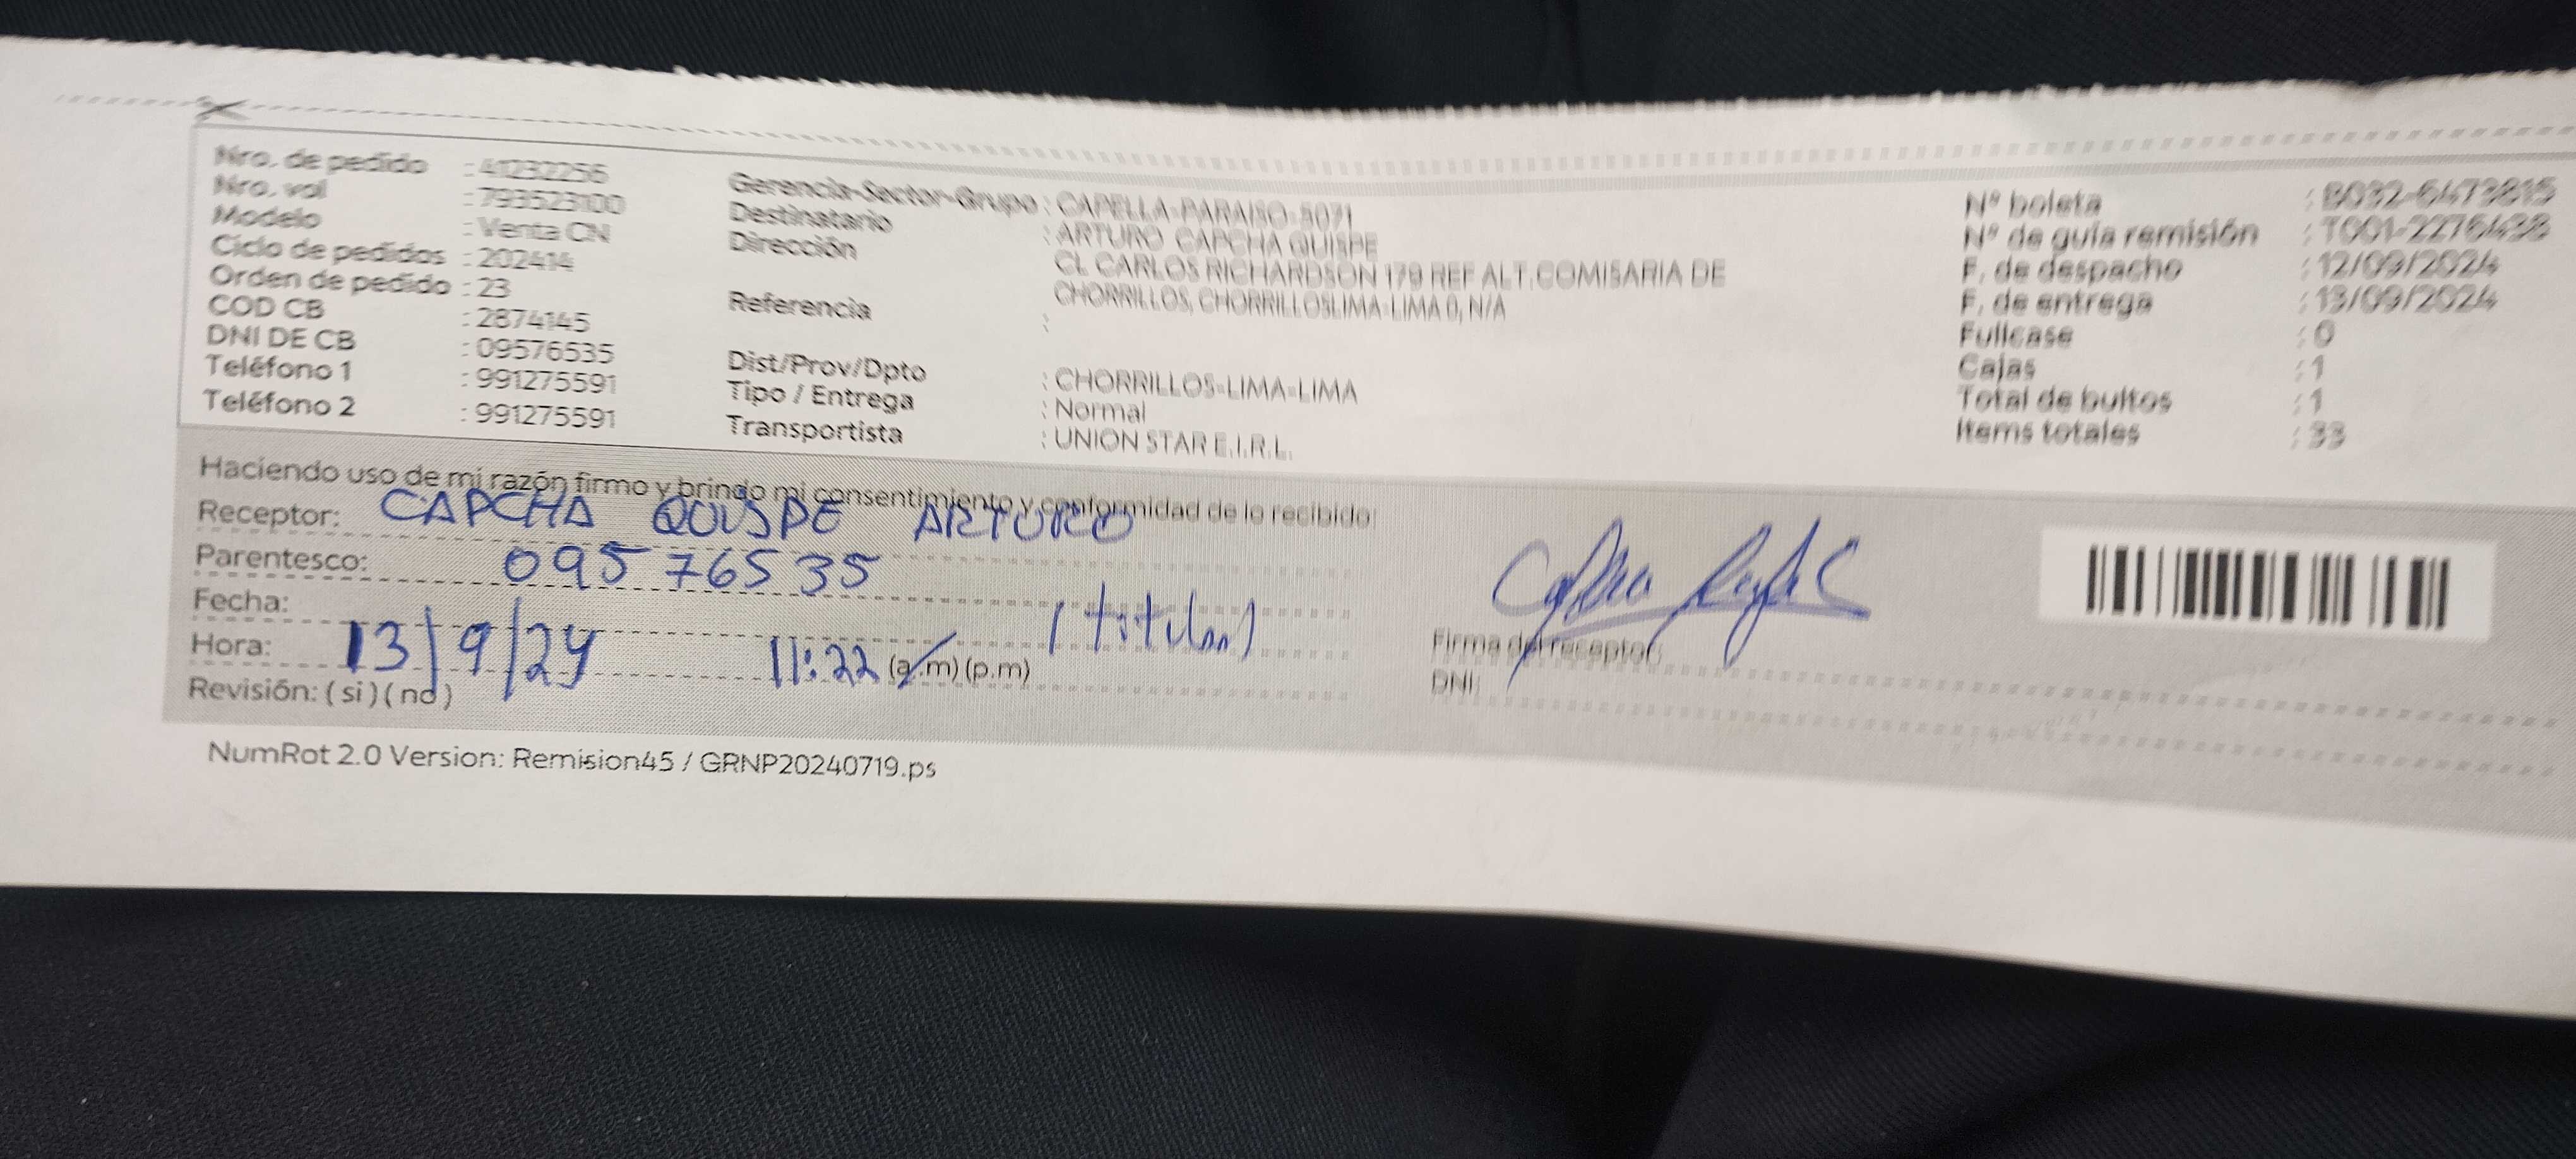 Nro. de pedido : 41232256
Nro. val : 793523100
Modelo : Venta CN
Ciclo de pedidos : 202414
Orden de pedido : 23
COD CB : 2874145
DNI DE CB : 09576535
Teléfono 1 : 991275591
Teléfono 2 : 991275591
Gerencia-Sector-Grupo : CAPELLA-PARAISO-5071
Destinatario : ARTURO CAPCHA QUISPE
Dirección : CL CARLOS RICHARDSON 179 REF ALT.COMISARIA DE
CHORRILLOS, CHORRILLOSLIMA-LIMA 0, N/A
Referencia :
Dist/Prov/Dpto : CHORRILLOS-LIMA-LIMA
Tipo / Entrega : Normal
Transportista : UNION STAR E.I.R.L.
N° boleta : B032-6473815
N° de guía remisión : T001-22761498
F. de despacho : 12/09/2024
F. de entrega : 13/09/2024
Fullcase : 0
Cajas : 1
Total de bultos : 1
Items totales : 33
Haciendo uso de mi razón firmo y brindo mi consentimiento y conformidad de lo recibido
Receptor: CAPCHA QUISPE ARTURO
Parentesco: 09576535
Fecha: (titular)
Hora: 13/9/24 11:22 (a.m) (p.m)
Revisión: ( si ) ( no )
Firma del receptor
DNI:
NumRot 2.0 Version: Remision45 / GRNP20240719.ps